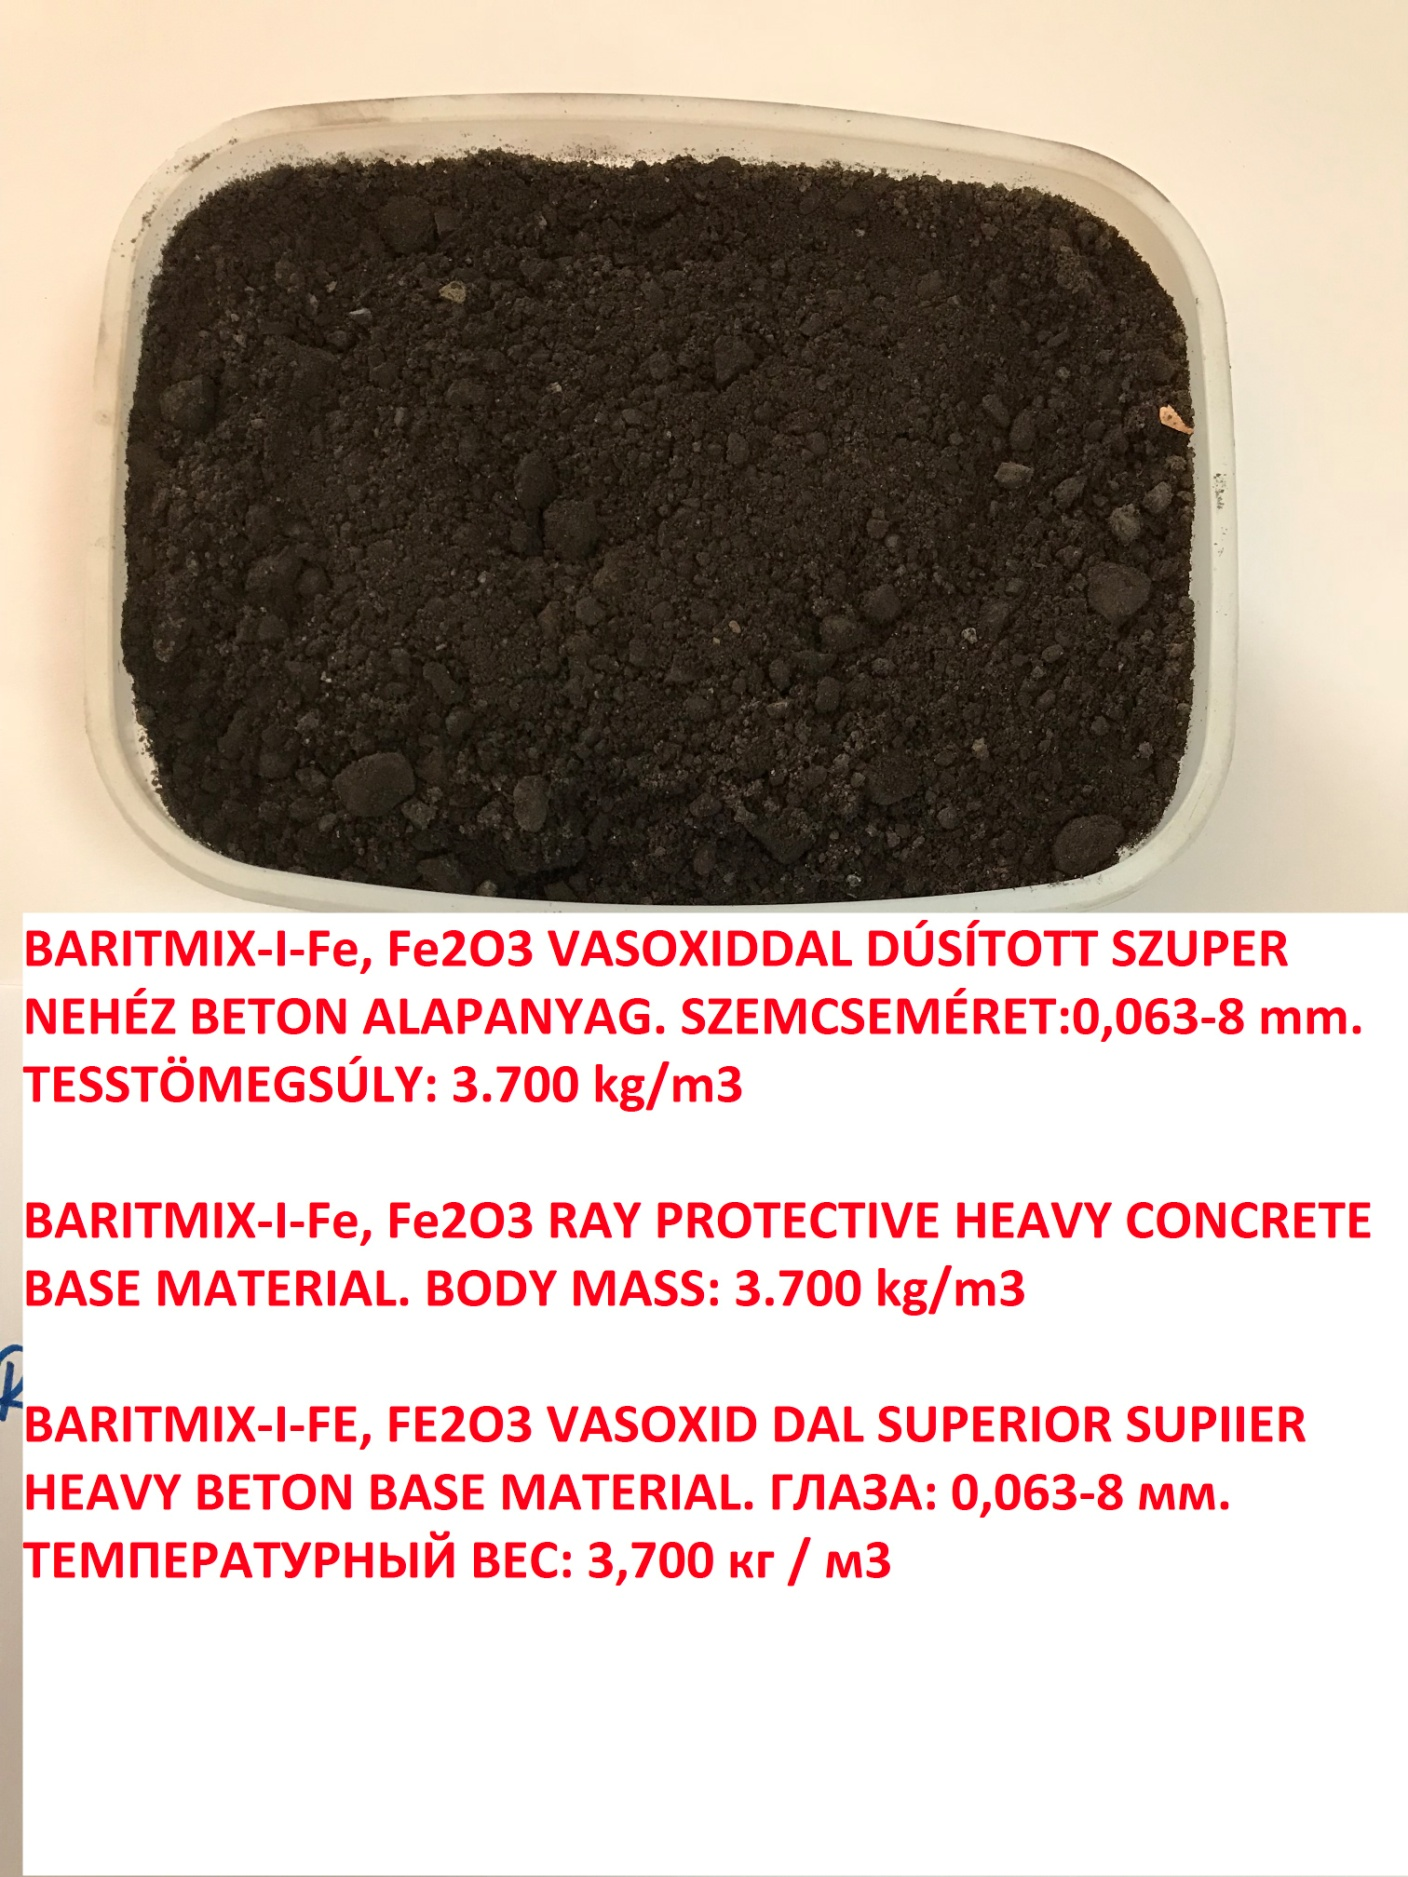 BARITMIX-I-Fe, Fe2O3 VASOXIDDAL DÚSÍTOTT SZUPER
NEHÉZ BETON ALAPANYAG. SZEMCSEMÉRET:0,063-8 mm.
TESSTÖMEGSÚLY: 3.700 kg/m3
BARITMIX-I-Fe, Fe2O3 RAY PROTECTIVE HEAVY CONCRETE
BASE MATERIAL. BODY MASS: 3.700 kg/m3
BARITMIX-I-FE, FE2O3 VASOXID DAL SUPERIOR SUPIIER
HEAVY BETON BASE MATERIAL. ГЛАЗА: 0,063-8 мм.
ТЕМПЕРАТУРНЫЙ ВЕС: 3,700 кг / м3